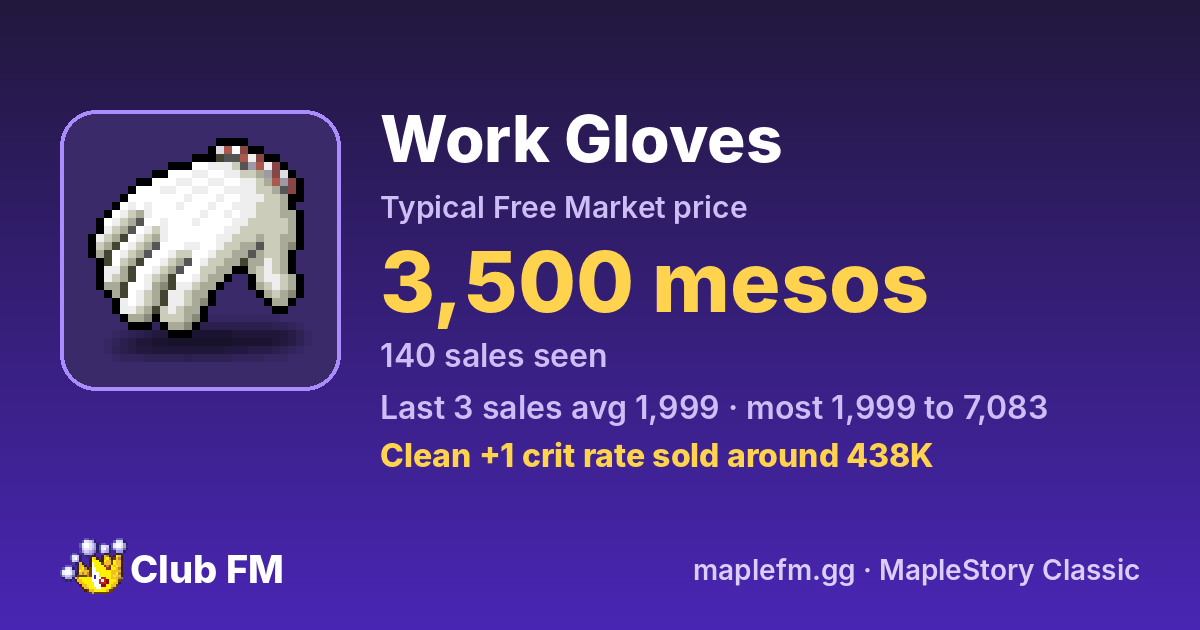 Work Gloves
Typical Free Market price
3,500 mesos
140 sales seen
Last 3 sales avg 1,999 · most 1,999 to 7,083
Clean +1 crit rate sold around 438K
Club FM
maplefm.gg · MapleStory Classic